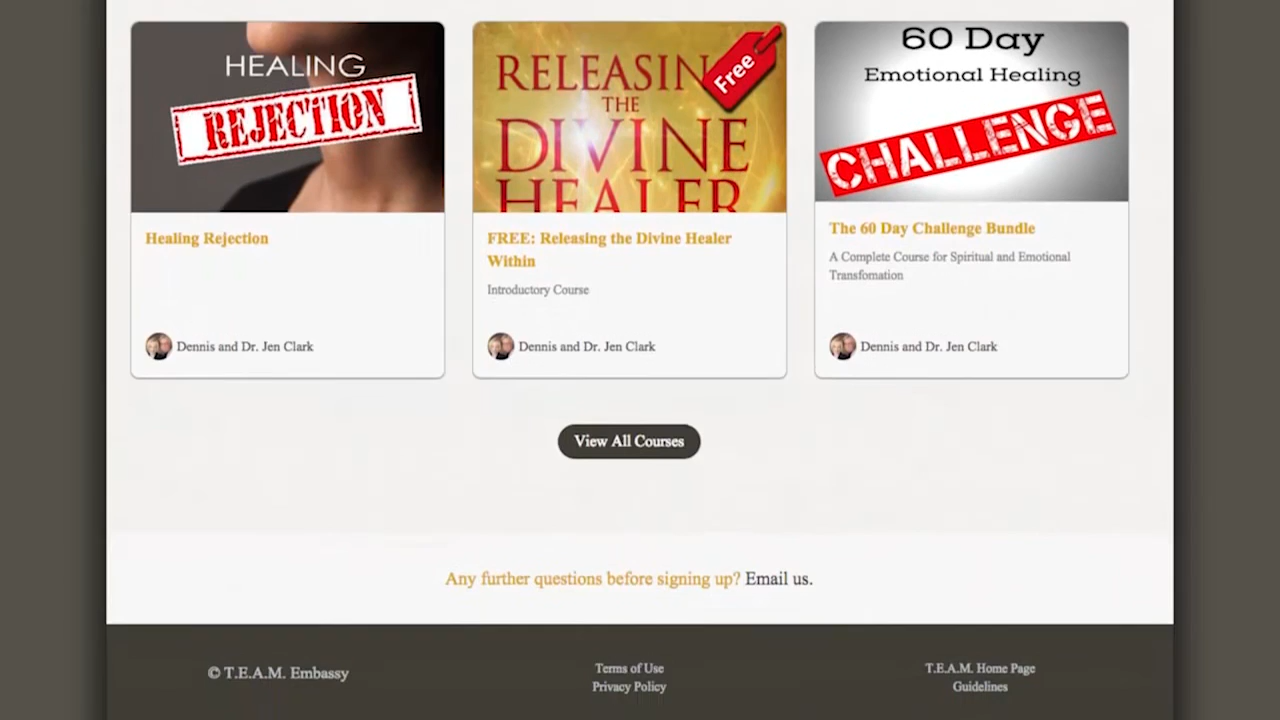 HEALING
REJECTION
RELEASIN
THE
DIVINE
HEALER
Free
60 Day
Emotional Healing
CHALLENGE
Healing Rejection
Dennis and Dr. Jen Clark
FREE: Releasing the Divine Healer
Within
Introductory Course
Dennis and Dr. Jen Clark
The 60 Day Challenge Bundle
A Complete Course for Spiritual and Emotional
Transfomation
Dennis and Dr. Jen Clark
View All Courses
Any further questions before signing up? Email us.
© T.E.A.M. Embassy
Terms of Use
Privacy Policy
T.E.A.M. Home Page
Guidelines